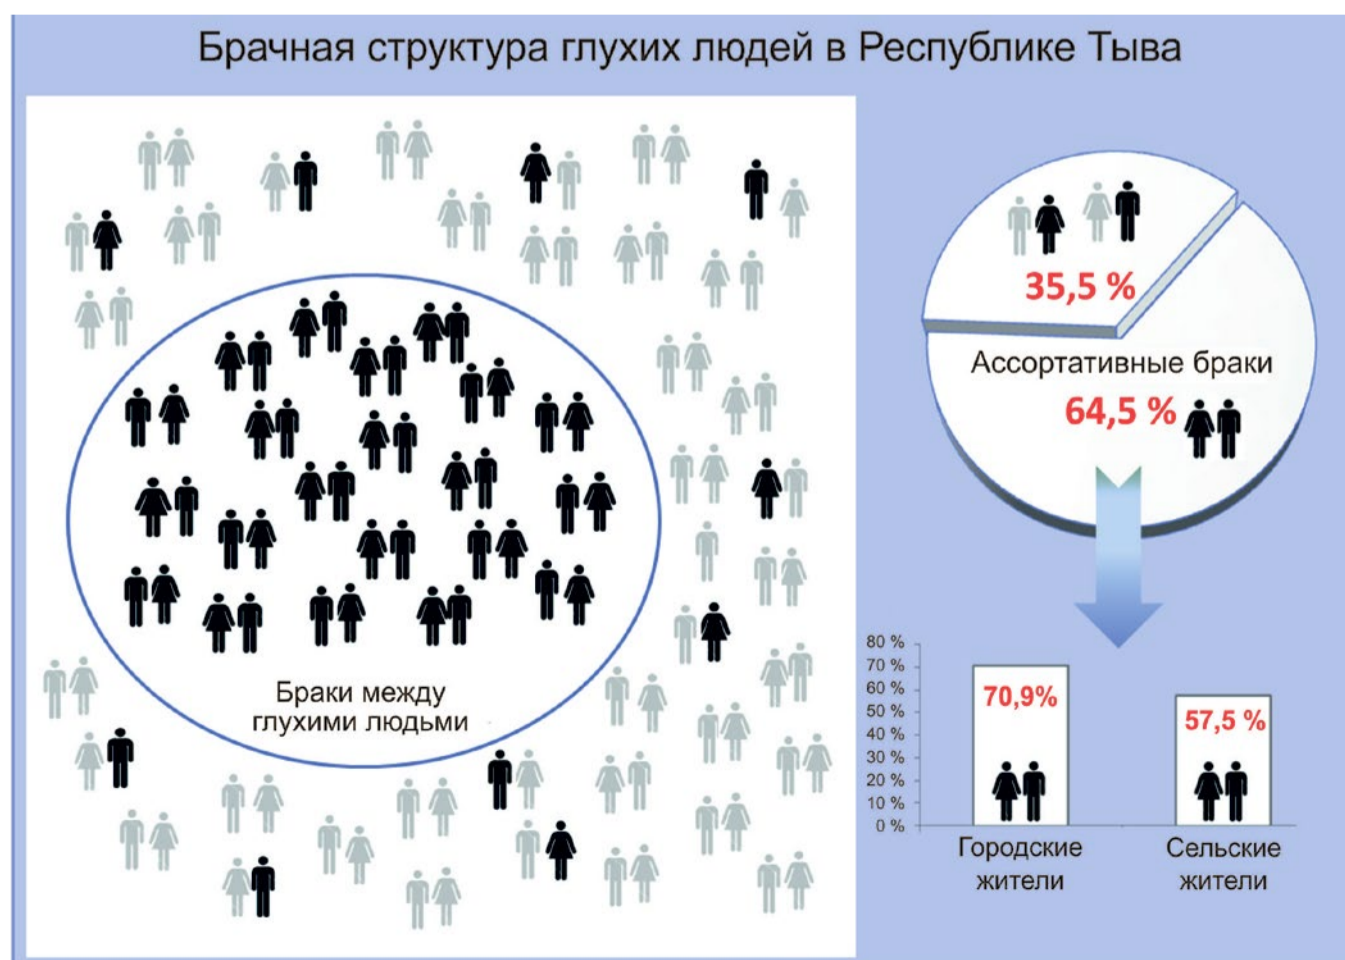 Брачная структура глухих людей в Республике Тыва
Браки между
глухими людьми
35,5 %
Ассортативные браки
64,5 %
80 %
70 %
60 %
50 %
40 %
30 %
20 %
10 %
0 %
70,9%
57,5 %
Городские
жители
Сельские
жители